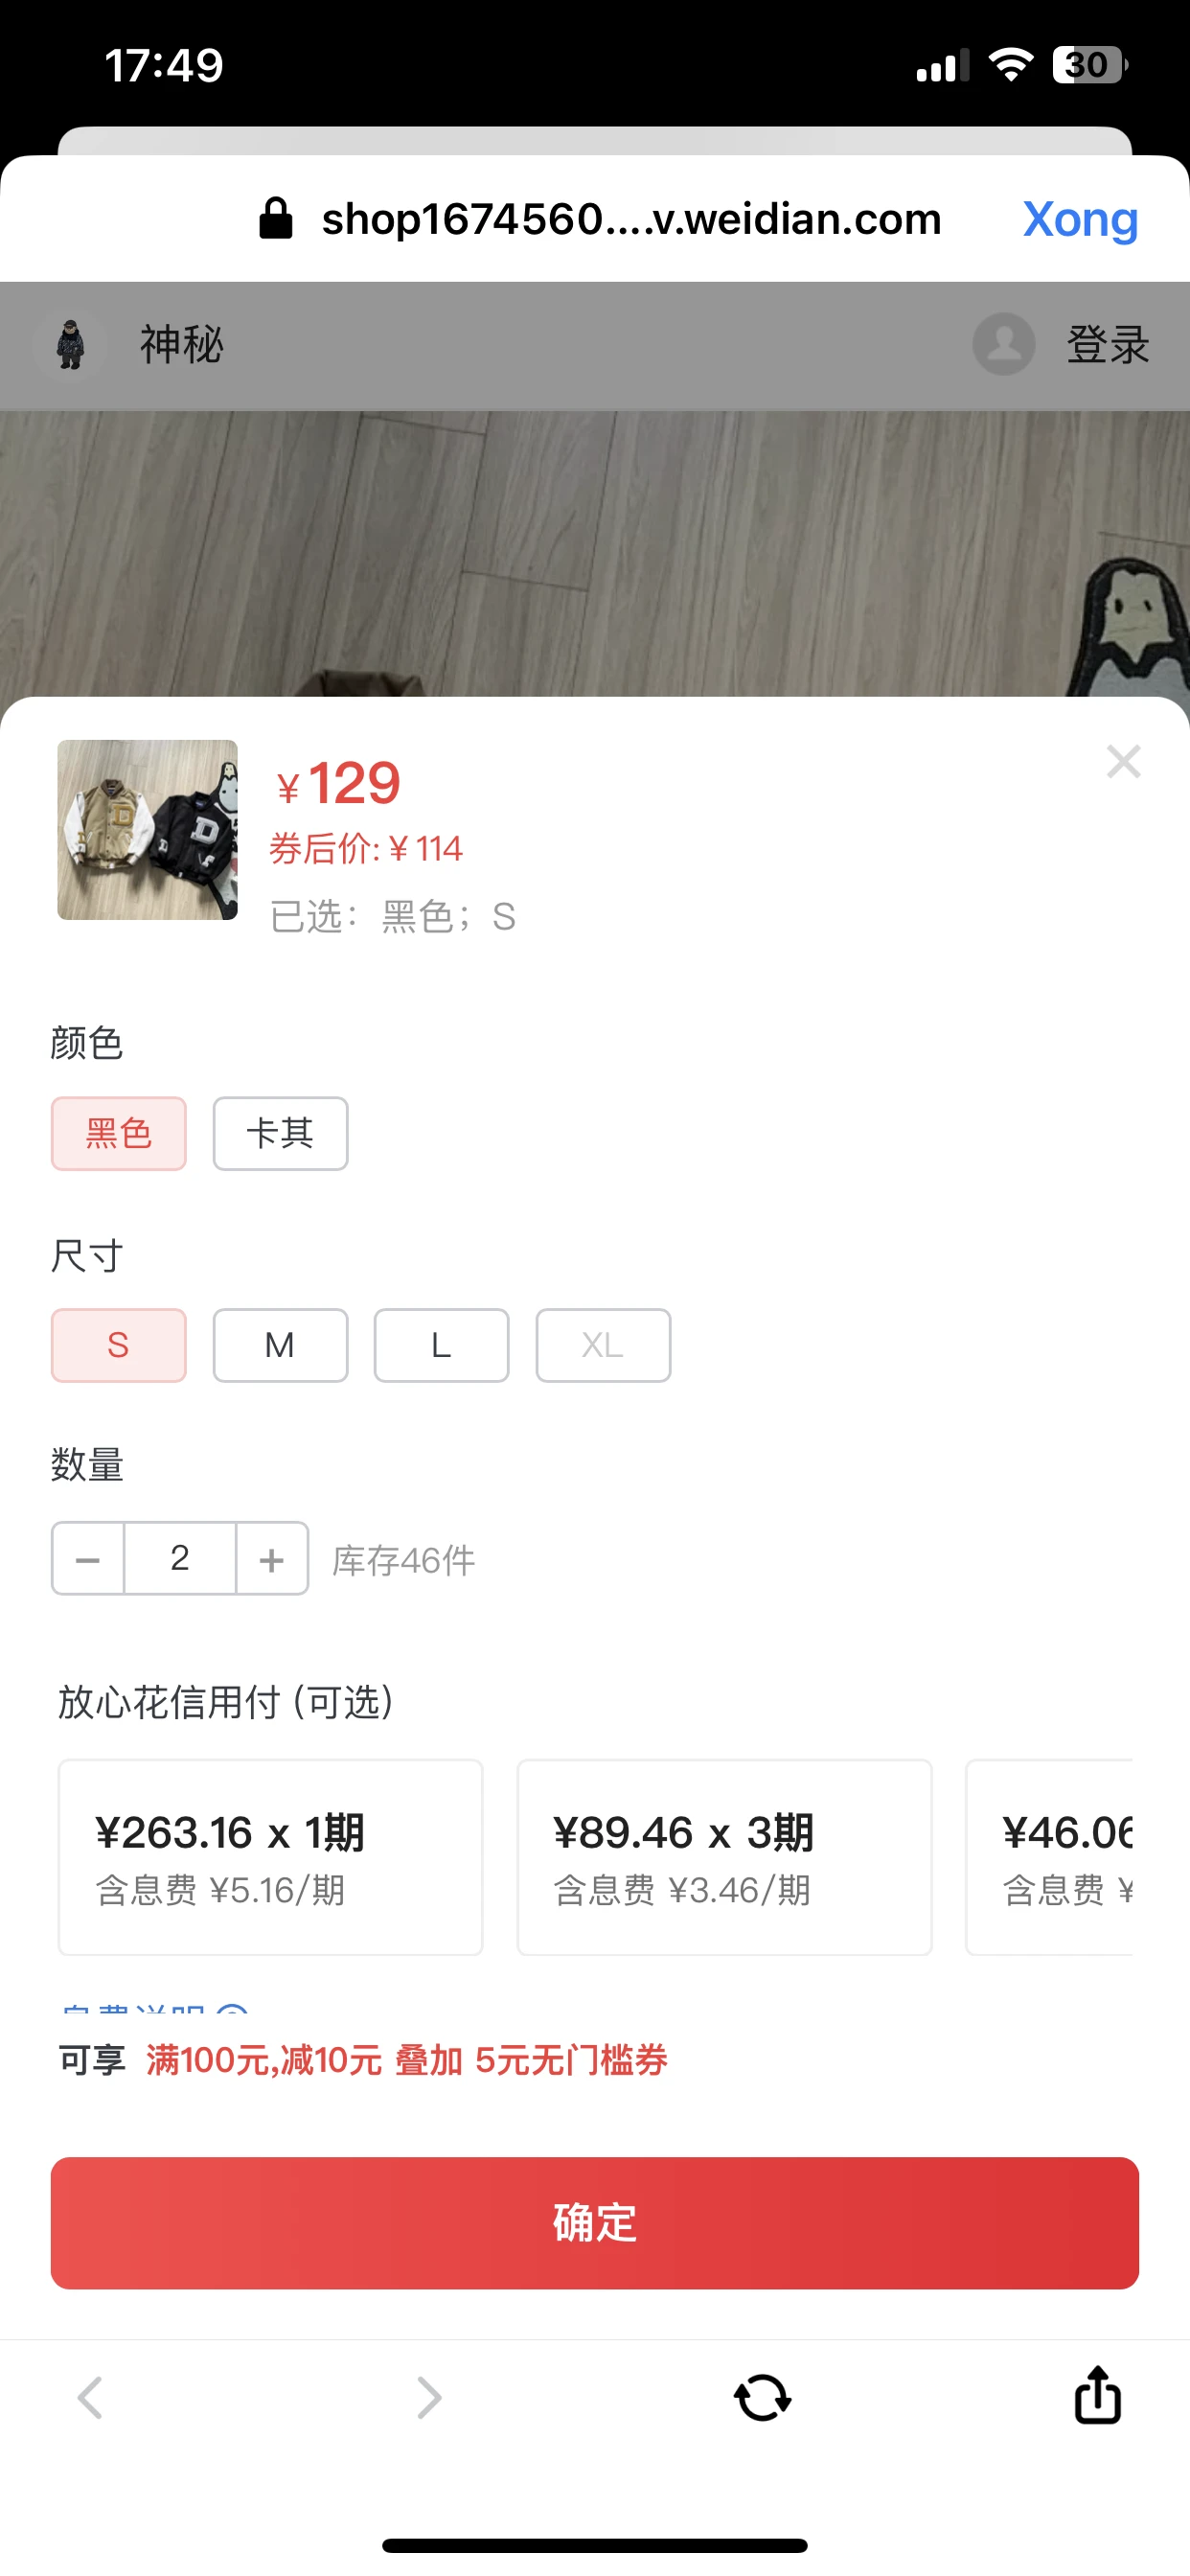 17:49
30
shop1674560....v.weidian.com
Xong
神秘
登录
¥129
券后价:¥114
已选：黑色；S
颜色
黑色
卡其
尺寸
S
M
L
XL
数量
2
库存46件
放心花信用付 (可选)
¥263.16 x 1期
含息费 ¥5.16/期
¥89.46 x 3期
含息费 ¥3.46/期
¥46.06
含息费 ¥
可享 满100元,减10元 叠加 5元无门槛券
确定